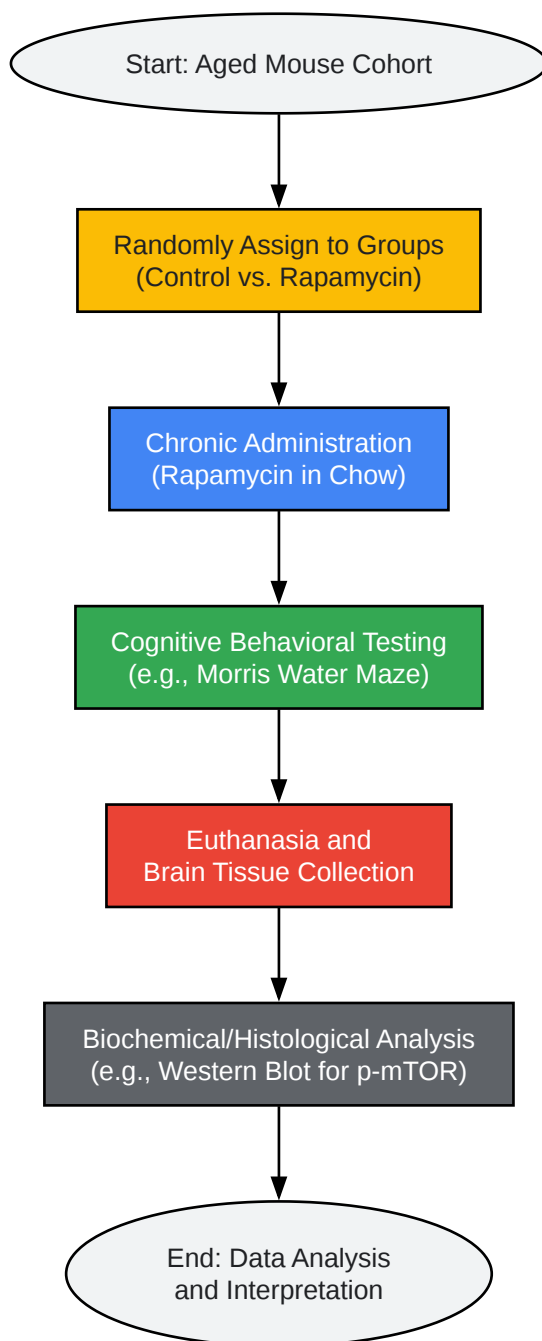 Start: Aged Mouse Cohort
Randomly Assign to Groups
(Control vs. Rapamycin)
Chronic Administration
(Rapamycin in Chow)
Cognitive Behavioral Testing
(e.g., Morris Water Maze)
Euthanasia and
Brain Tissue Collection
Biochemical/Histological Analysis
(e.g., Western Blot for p-mTOR)
End: Data Analysis
and Interpretation